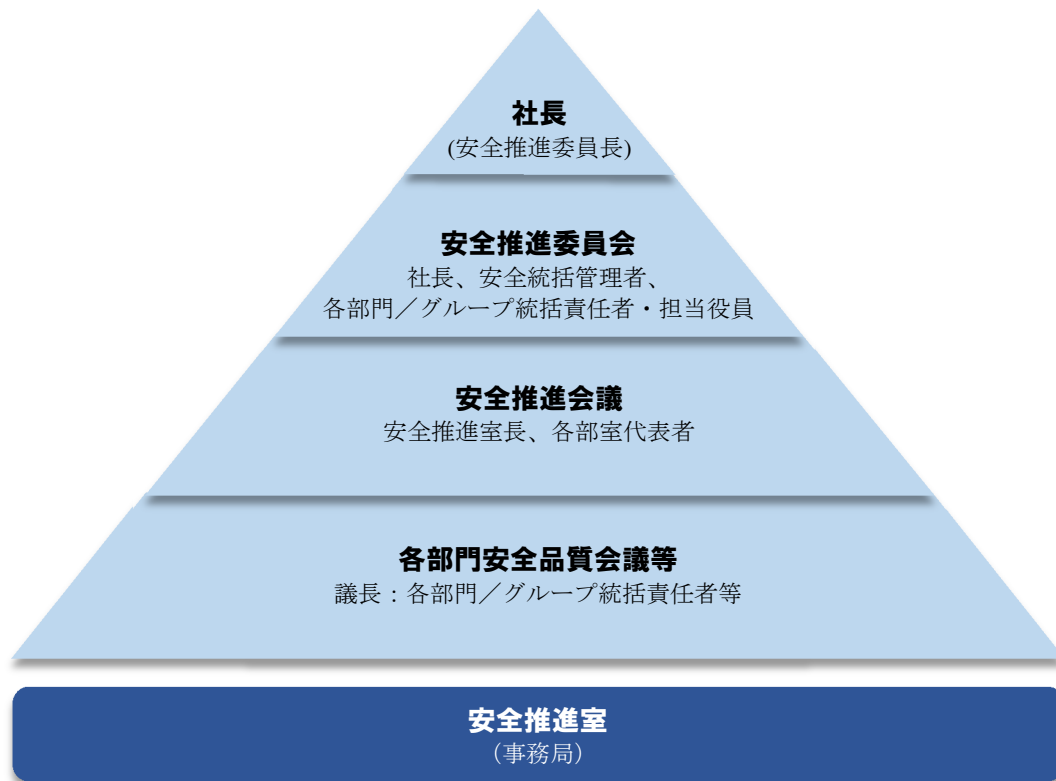 社長
(安全推進委員長)
安全推進委員会
社長、安全統括管理者、
各部門／グループ統括責任者・担当役員
安全推進会議
安全推進室長、各部室代表者
各部門安全品質会議等
議長：各部門／グループ統括責任者等
安全推進室
（事務局）